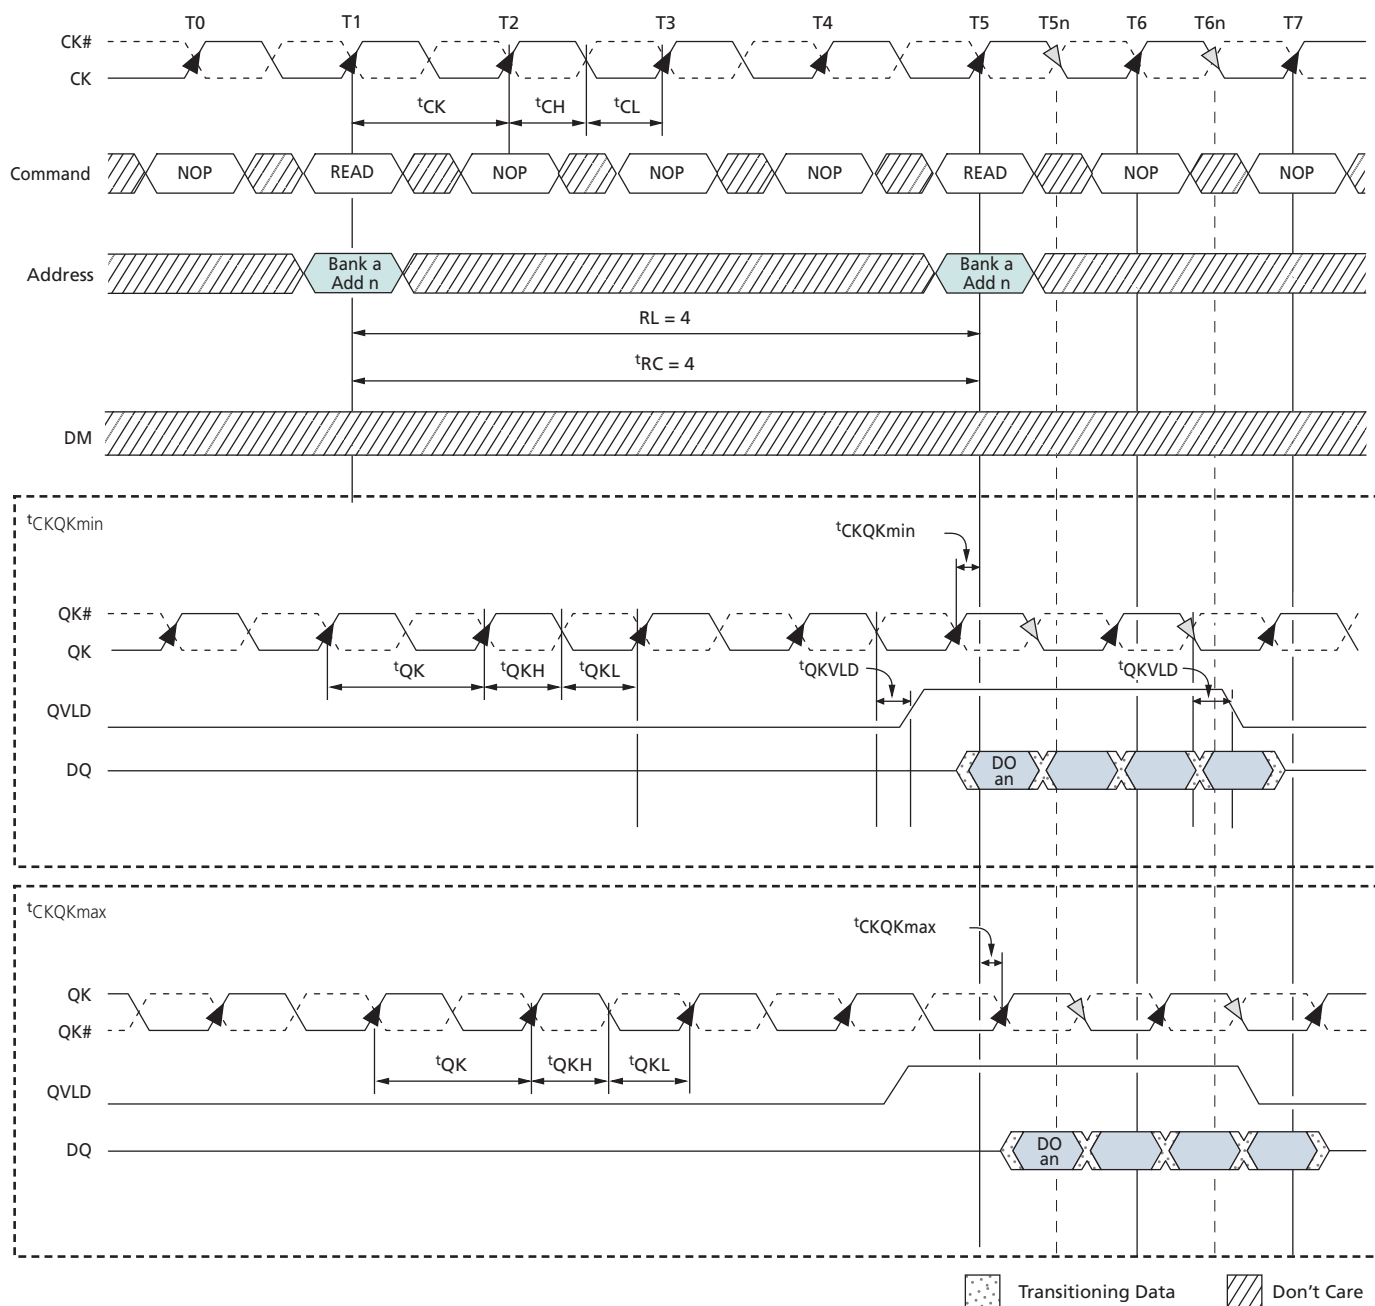 T0 T1 T2 T3 T4 T5 T5n T6 T6n T7
CK#
CK
tCK tCH tCL
Command NOP READ NOP NOP NOP READ NOP NOP
Address Bank a Bank a
Add n Add n
RL = 4
tRC = 4
DM
tCKQKmin
tCKQKmin
QK#
QK
tQK tQKH tQKL tQKVLD tQKVLD
QVLD
DQ DO
an
tCKQKmax
tCKQKmax
QK
QK#
tQK tQKH tQKL
QVLD
DQ DO
an
Transitioning Data Don't Care